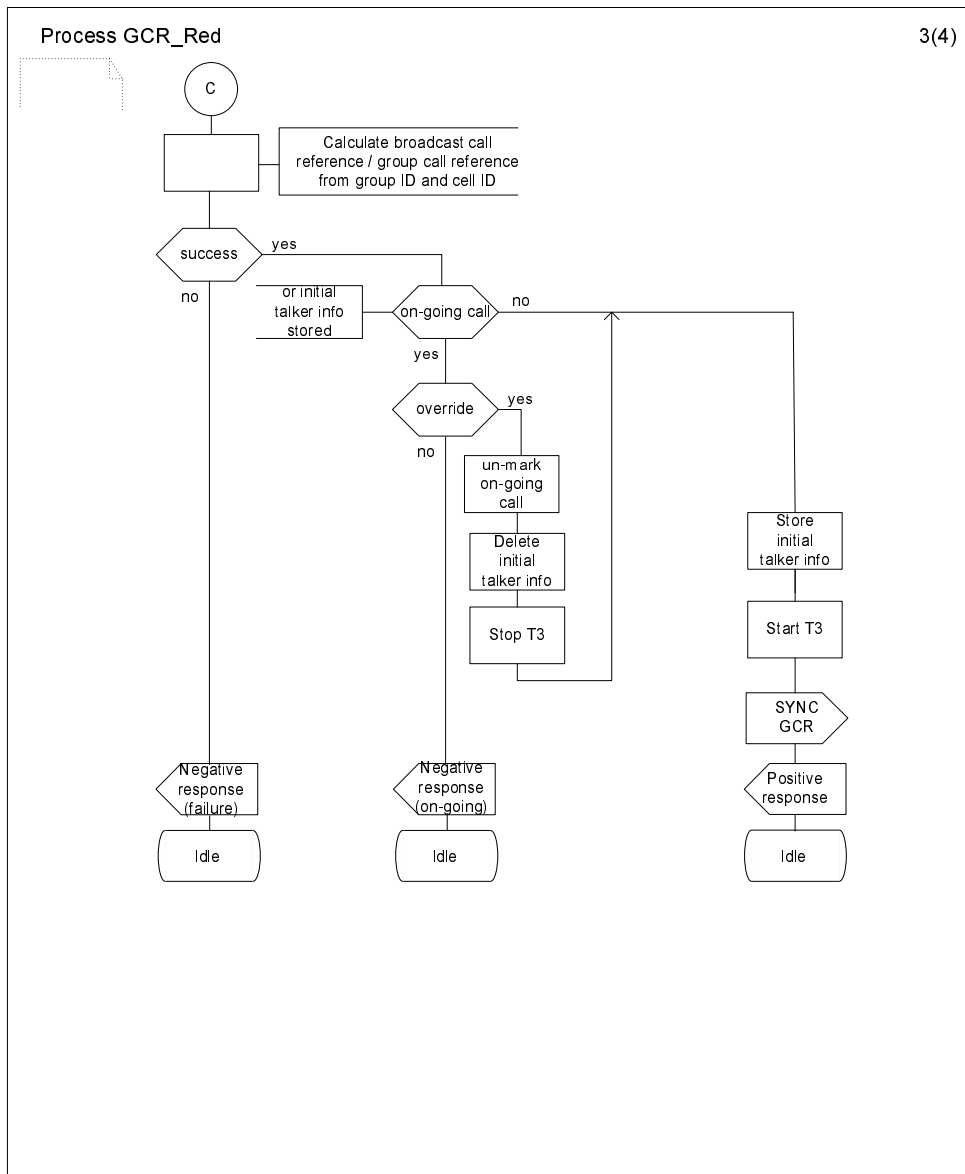 Process GCR_Red
3(4)
C
Calculate broadcast call
reference / group call reference
from group ID and cell ID
success
yes
no
or initial
talker info
stored
on-going call
no
yes
override
yes
no
un-mark
on-going
call
Delete
initial
talker info
Stop T3
Store
initial
talker info
Start T3
SYNC
GCR
Negative
response
(failure)
Negative
response
(on-going)
Positive
response
Idle
Idle
Idle